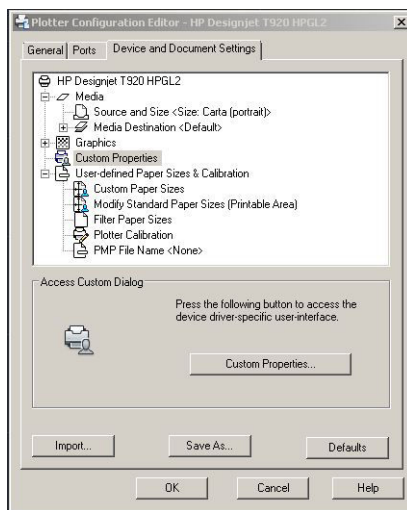 Plotter Configuration Editor - HP Designjet T920 HPGL2
General Ports Device and Document Settings
HP Designjet T920 HPGL2
Media
Source and Size <Size: Carta (portrait)>
Media Destination <Default>
Graphics
Custom Properties
User-defined Paper Sizes & Calibration
Custom Paper Sizes
Modify Standard Paper Sizes (Printable Area)
Filter Paper Sizes
Plotter Calibration
PMP File Name <None>
Access Custom Dialog
Press the following button to access the
device driver-specific user-interface.
Custom Properties...
Import... Save As... Defaults
OK Cancel Help